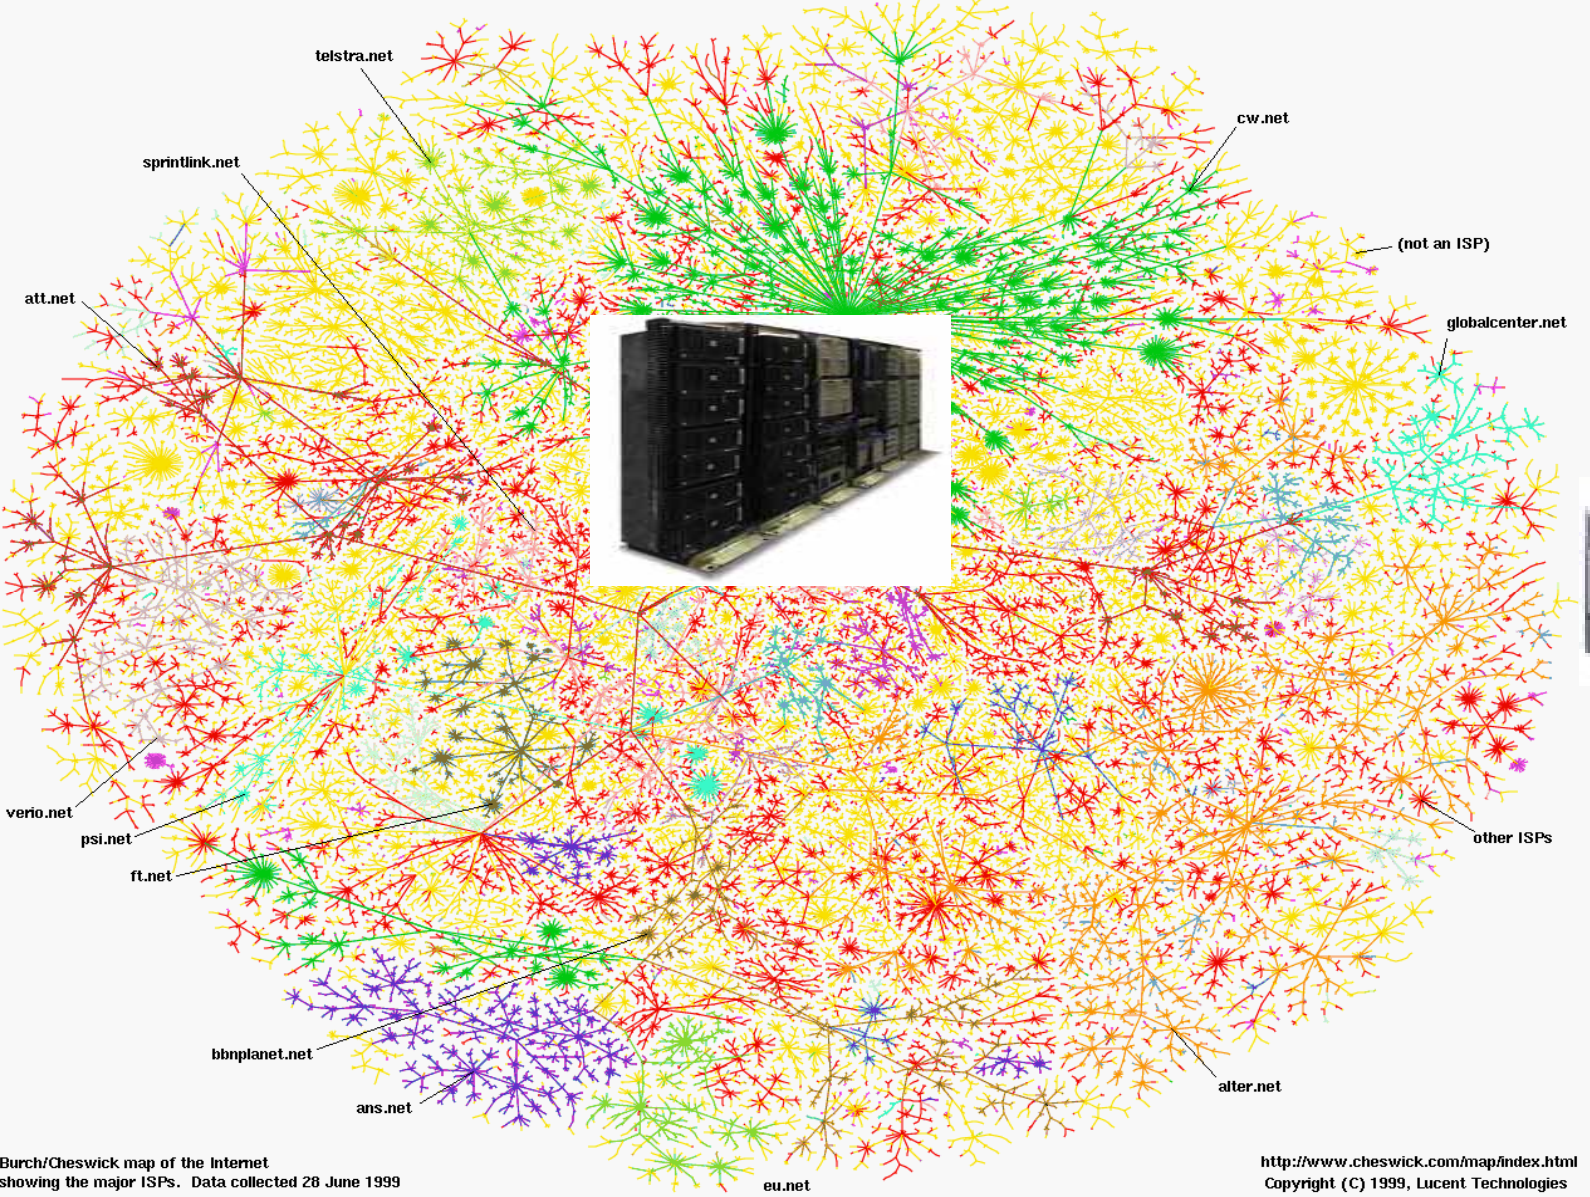 telstra.net
cw.net
sprintlink.net
(not an ISP)
att.net
globalcenter.net
verio.net
psi.net
other ISPs
ft.net
bbnplanet.net
alter.net
ans.net
Burch/Cheswick map of the Internet
showing the major ISPs. Data collected 28 June 1999
eu.net
http://www.cheswick.com/map/index.html
Copyright (C) 1999, Lucent Technologies